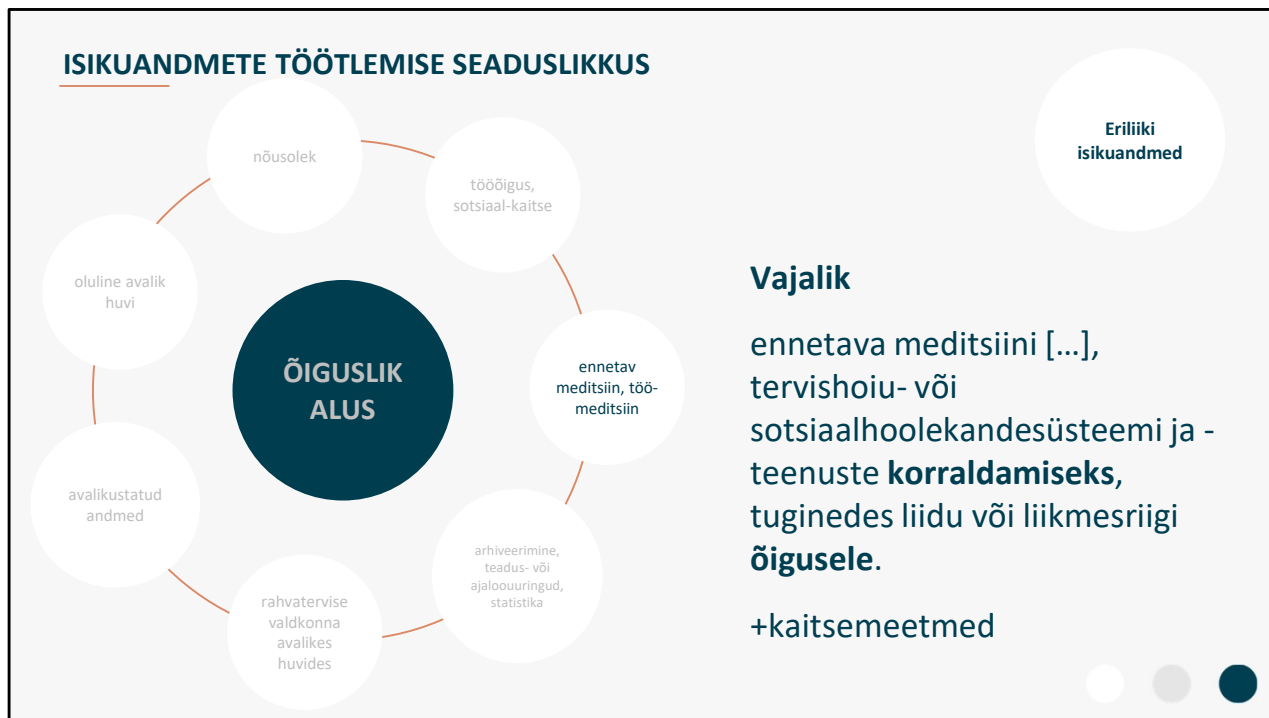 ISIKUANDMETE TÖÖTLEMISE SEADUSLIKKUS
Eriliiki
isikuandmed
nõusolek
tööõigus,
sotsiaal-kaitse
oluline avalik
huvi
ÕIGUSLIK
ALUS
ennetav
meditsiin, töö-
meditsiin
avalikustatud
andmed
arhiveerimine,
teadus- või
ajaloouuringud,
statistika
rahvatervise
valdkonna
avalikes
huvides
Vajalik
ennetava meditsiini [...],
tervishoiu- või
sotsiaalhoolekandesüsteemi ja -
teenuste korraldamiseks,
tuginedes liidu või liikmesriigi
õigusele.
+kaitsemeetmed